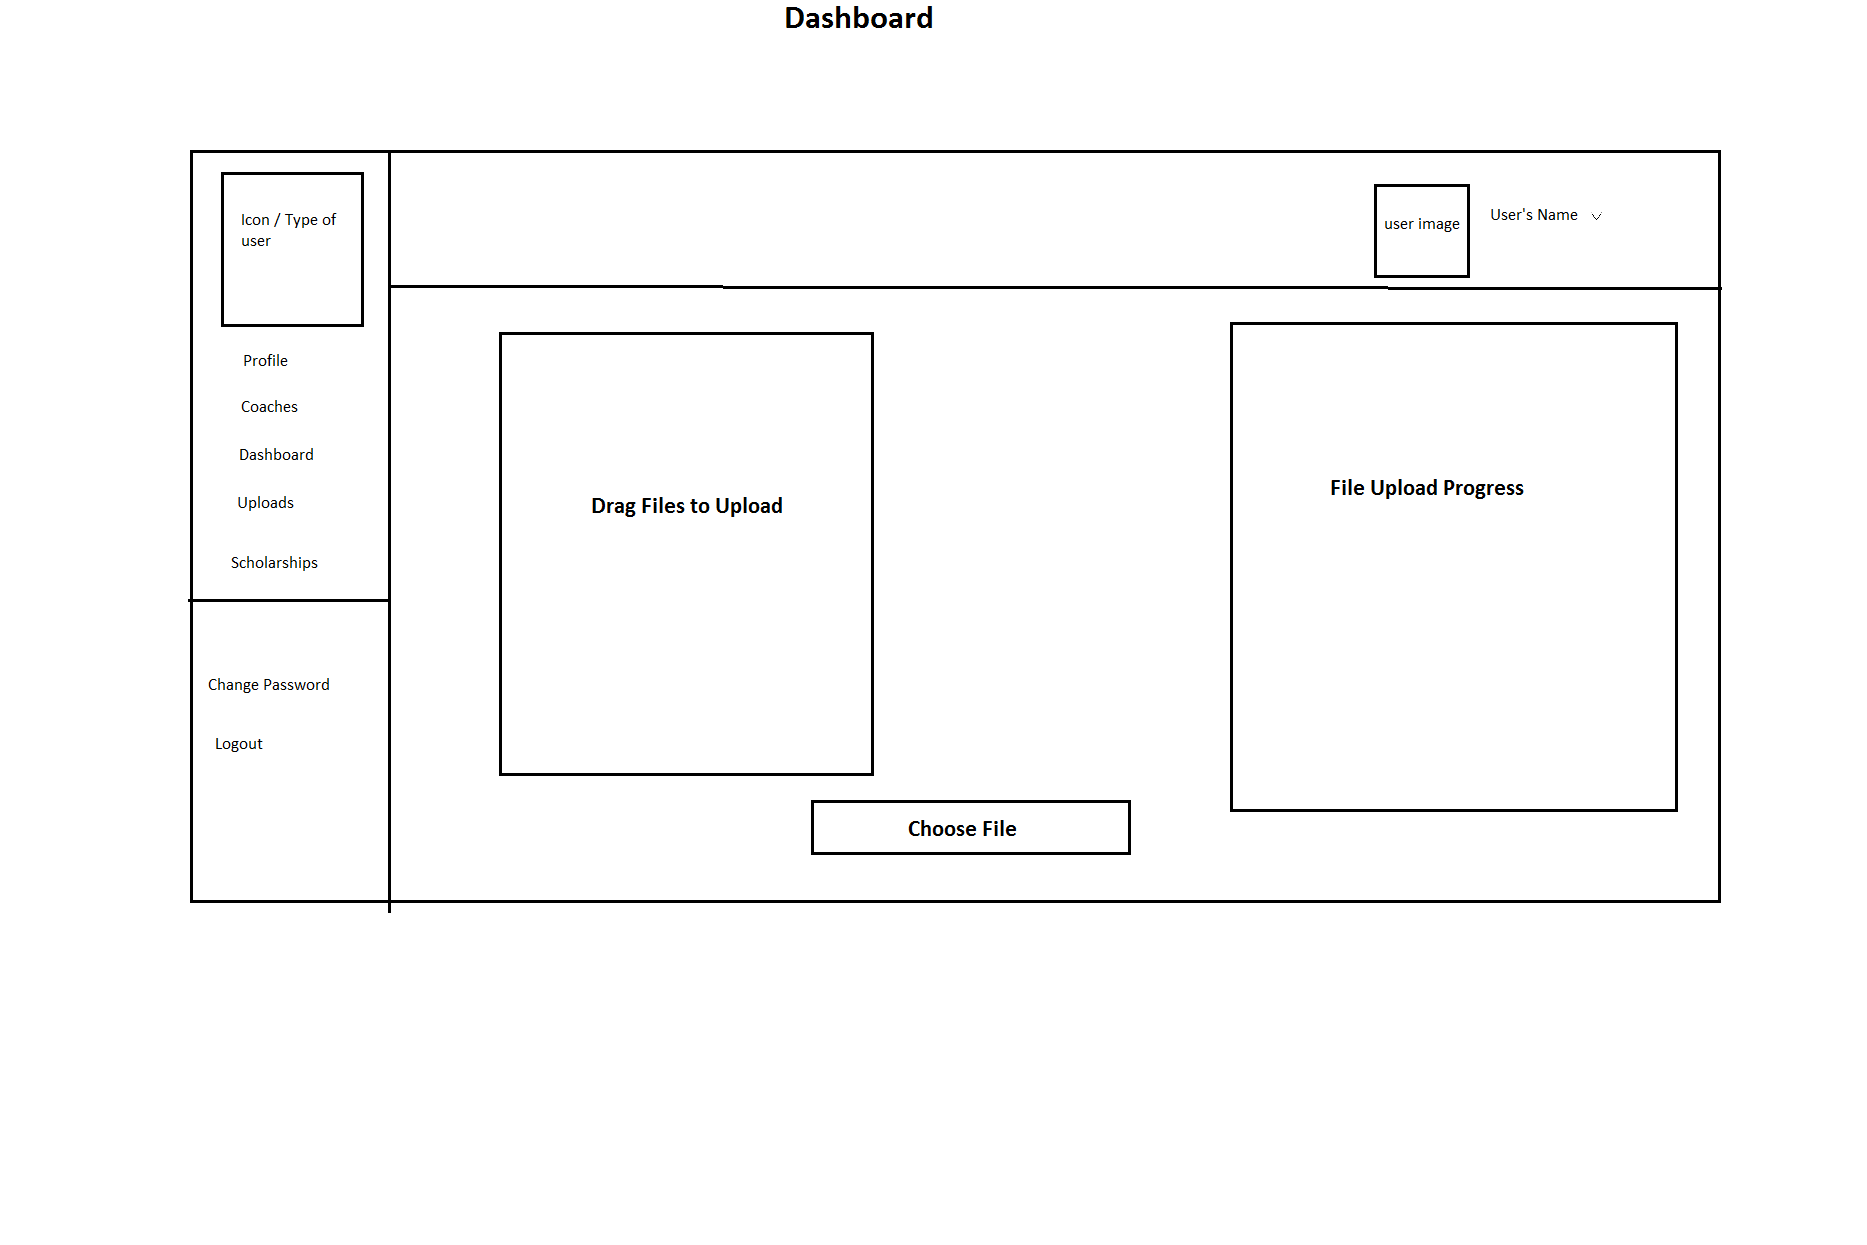 Dashboard
Icon / Type of
user
user image
User's Name
Profile
Coaches
Dashboard
Uploads
Scholarships
Change Password
Logout
Drag Files to Upload
File Upload Progress
Choose File